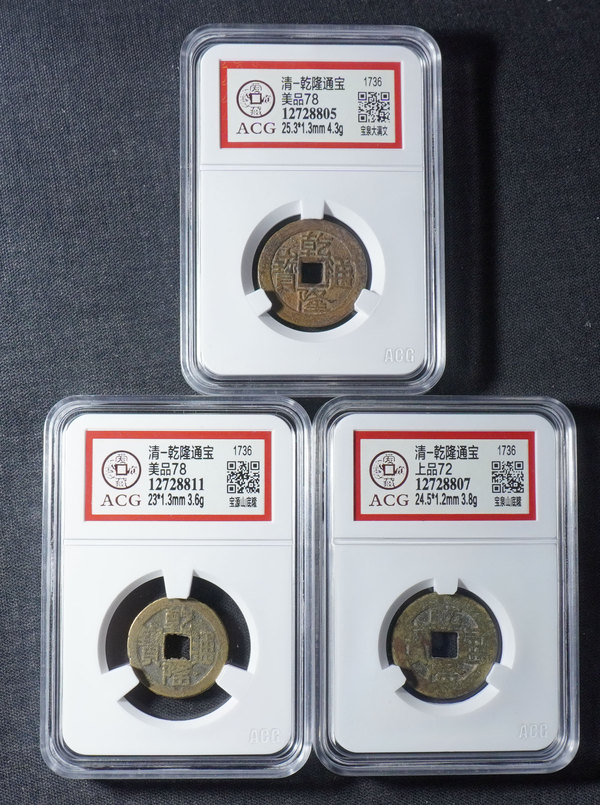 清-乾隆通宝
1736
美品78
12728805
ACG
25.3*1.3mm 4.3g
宝泉大满文
乾隆通寶
ACG
清-乾隆通宝
1736
美品78
12728811
ACG
23*1.3mm 3.6g
宝源山底隆
乾隆通寶
ACG
清-乾隆通宝
1736
上品72
12728807
ACG
24.5*1.2mm 3.8g
宝泉山底隆
ACG